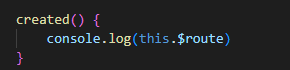 created() {
    console.log(this.$route)
}